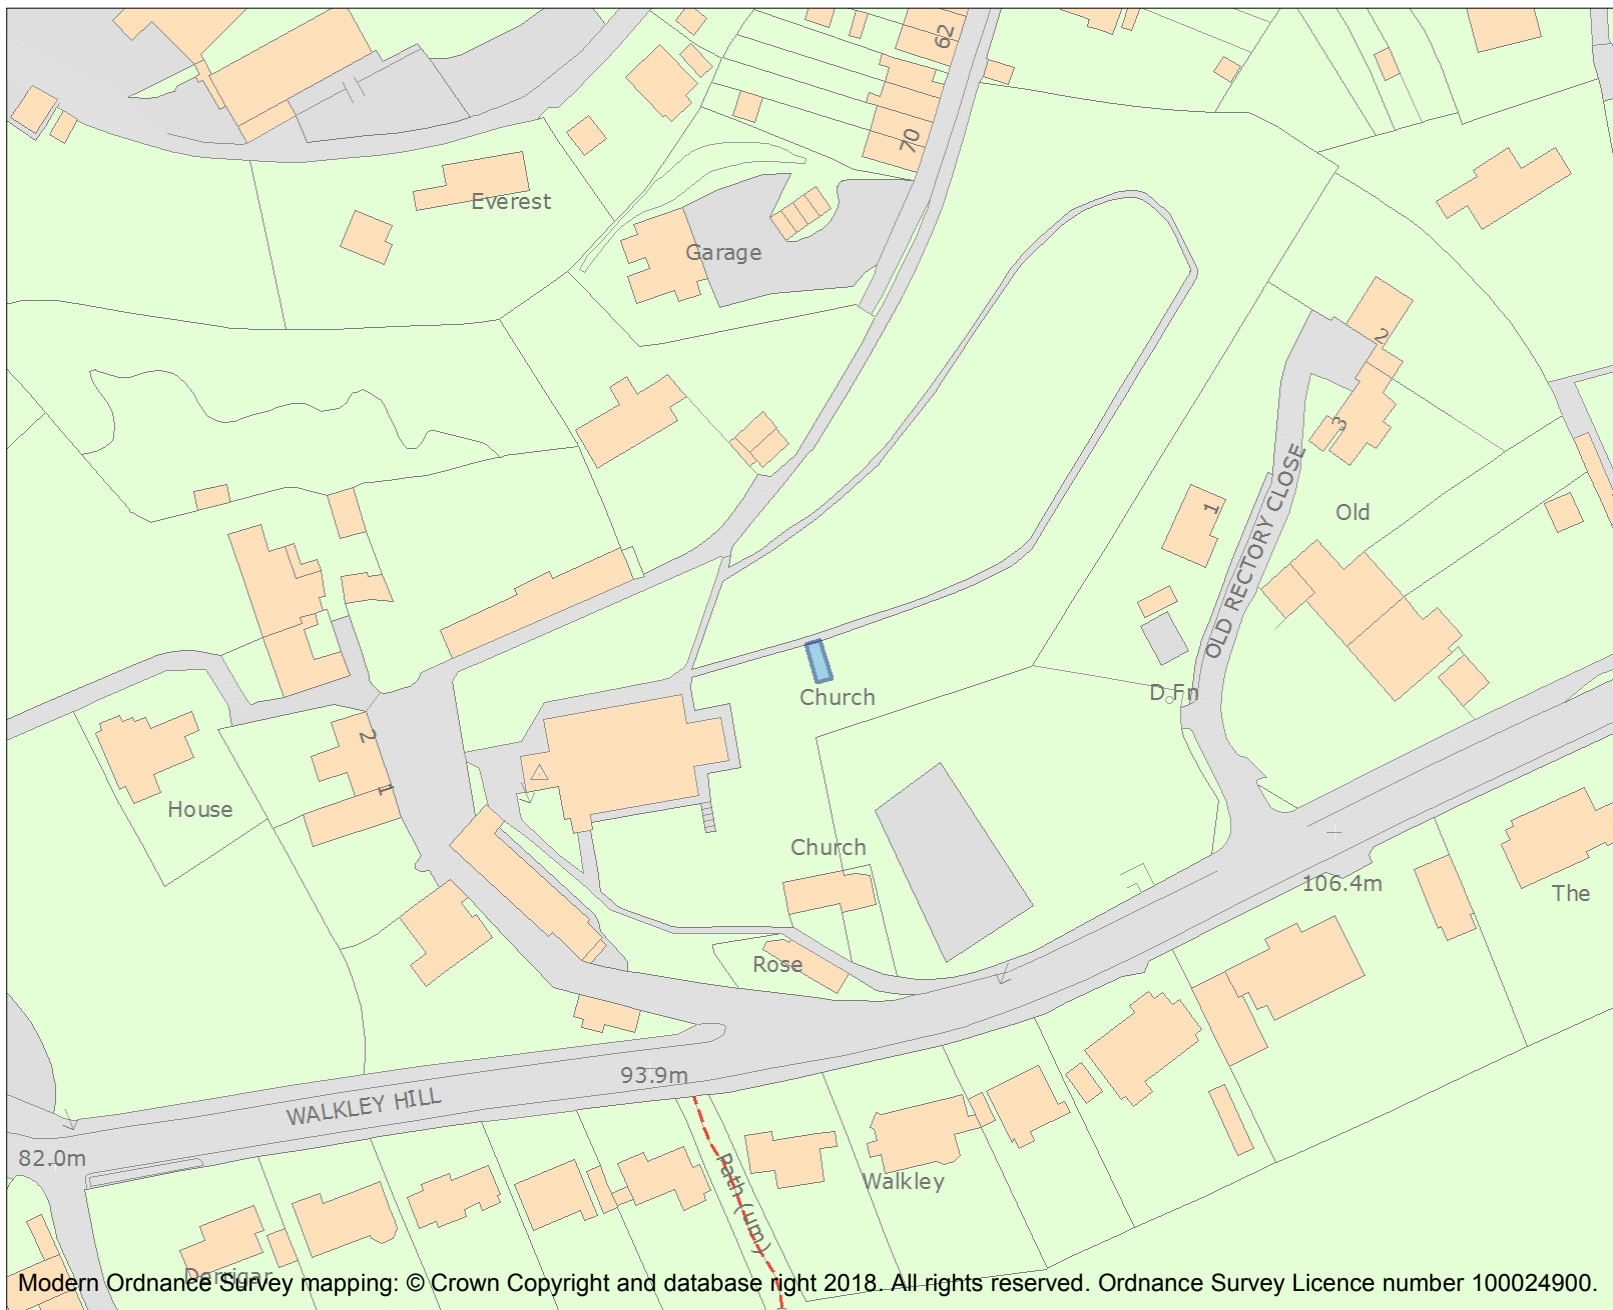 62
70
Everest
Garage
2
3
OLD RECTORY CLOSE
1
Old
Church
D Fn
2
House
1
Church
106.4m
The
Rose
93.9m
WALKLEY HILL
82.0m
Path (um)
Walkley
Derrigar
Modern Ordnance Survey mapping: © Crown Copyright and database right 2018. All rights reserved. Ordnance Survey Licence number 100024900.